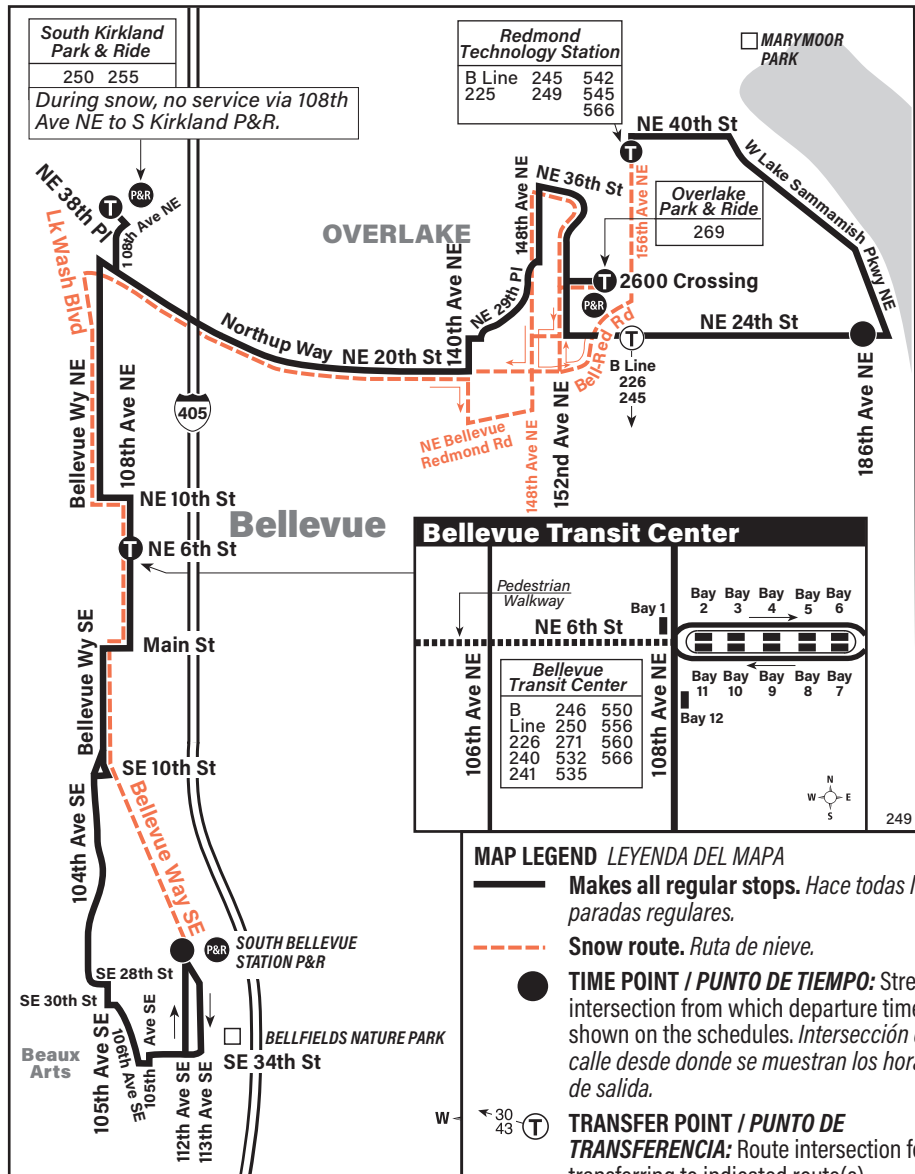 South Kirkland
Park & Ride
250 255
During snow, no service via 108th
Ave NE to S Kirkland P&R.
Redmond
Technology Station
B Line 245 542
225 249 545
566
MARYMOOR
PARK
NE 40th St
W Lake Sammamish Pkwy NE
NE 38th Pl
T
P&R
108th Ave NE
Lk Wash Blvd
OVERLAKE
148th Ave NE
NE 36th St
T
156th Ave NE
Overlake
Park & Ride
269
T
2600 Crossing
P&R
NE 29th Pl
140th Ave NE
Northup Way
NE 20th St
Bell-Red Rd
NE 24th St
T
B Line
226
245
405
Bellevue Wy NE
108th Ave NE
NE Bellevue
Redmond Rd
148th Ave NE
152nd Ave NE
186th Ave NE
NE 10th St
Bellevue
T
NE 6th St
Main St
Bellevue Wy SE
SE 10th St
104th Ave SE
Bellevue Way SE
P&R
SOUTH BELLEVUE
STATION P&R
SE 28th St
SE 30th St
BELLFIELDS NATURE PARK
SE 34th St
Beaux
Arts
105th Ave SE
106th Ave SE
105th Ave SE
112th Ave SE
113th Ave SE
Bellevue Transit Center
Pedestrian
Walkway
Bay 1
NE 6th St
Bay Bay Bay Bay Bay
2 3 4 5 6
Bay Bay Bay Bay Bay
11 10 9 8 7
Bay 12
106th Ave NE
108th Ave NE
Bellevue
Transit Center
B 246 550
Line 250 556
226 271 560
240 532 566
241 535
N
W E
S
249
MAP LEGEND LEYENDA DEL MAPA
Makes all regular stops. Hace todas l
paradas regulares.
Snow route. Ruta de nieve.
TIME POINT / PUNTO DE TIEMPO: Stre
intersection from which departure time
shown on the schedules. Intersección
calle desde donde se muestran los hora
de salida.
W
30
43
T
TRANSFER POINT / PUNTO DE
TRANSFERENCIA: Route intersection fo
transferring to indicated route(s)